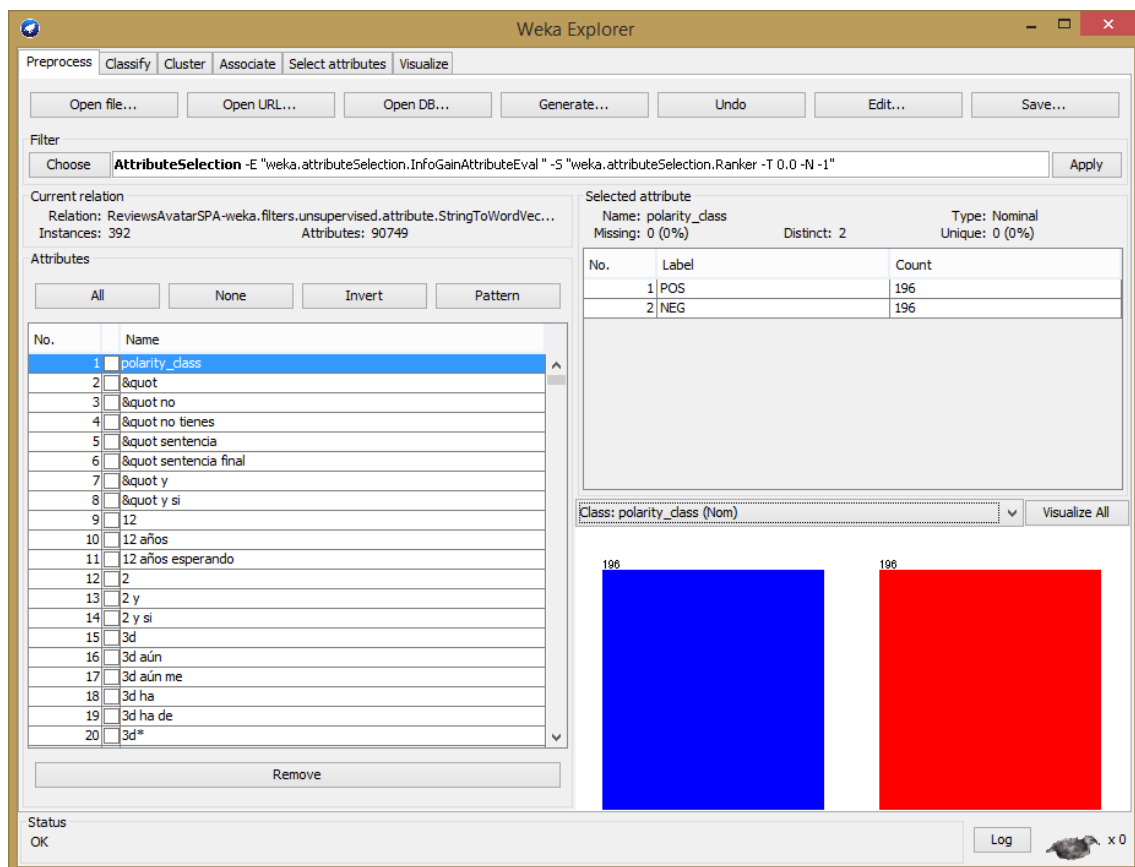 Weka Explorer
Preprocess Classify Cluster Associate Select attributes Visualize
Open file... Open URL... Open DB... Generate... Undo Edit... Save...
Filter
Choose AttributeSelection -E "weka.attributeSelection.InfoGainAttributeEval " -S "weka.attributeSelection.Ranker -T 0.0 -N -1" Apply
Current relation
Relation: ReviewsAvatarSPA-weka.filters.unsupervised.attribute.StringToWordVec...
Instances: 392 Attributes: 90749
Attributes
All None Invert Pattern
No. Name
1 polarity_class
2 &quot
3 &quot no
4 &quot no tienes
5 &quot sentencia
6 &quot sentencia final
7 &quot y
8 &quot y si
9 12
10 12 años
11 12 años esperando
12 2
13 2 y
14 2 y si
15 3d
16 3d aún
17 3d aún me
18 3d ha
19 3d ha de
20 3d*
Remove
Selected attribute
Name: polarity_class Type: Nominal
Missing: 0 (0%) Distinct: 2 Unique: 0 (0%)
No. Label Count
1 POS 196
2 NEG 196
Class: polarity_class (Nom) Visualize All
196 196
Status
OK Log x 0